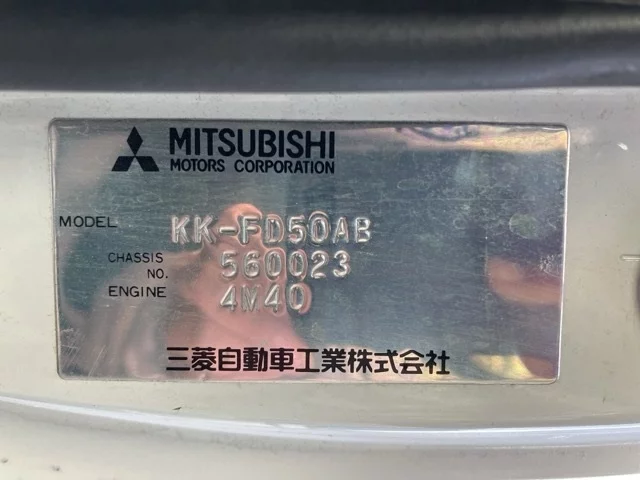 MITSUBISHI
MOTORS CORPORATION
MODEL KK-FD50AB
CHASSIS NO. 560023
ENGINE 4M40
三菱自動車工業株式会社